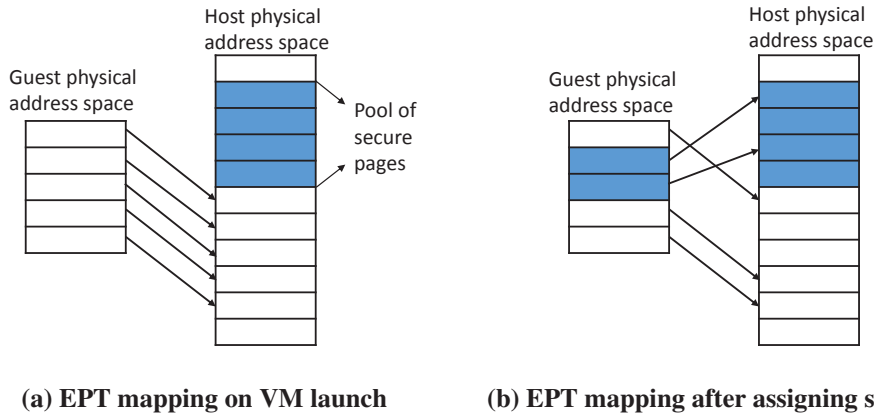 Host physical
address space
Guest physical
address space
Pool of
secure
pages
(a) EPT mapping on VM launch
Host physical
address space
Guest physical
address space
(b) EPT mapping after assigning s